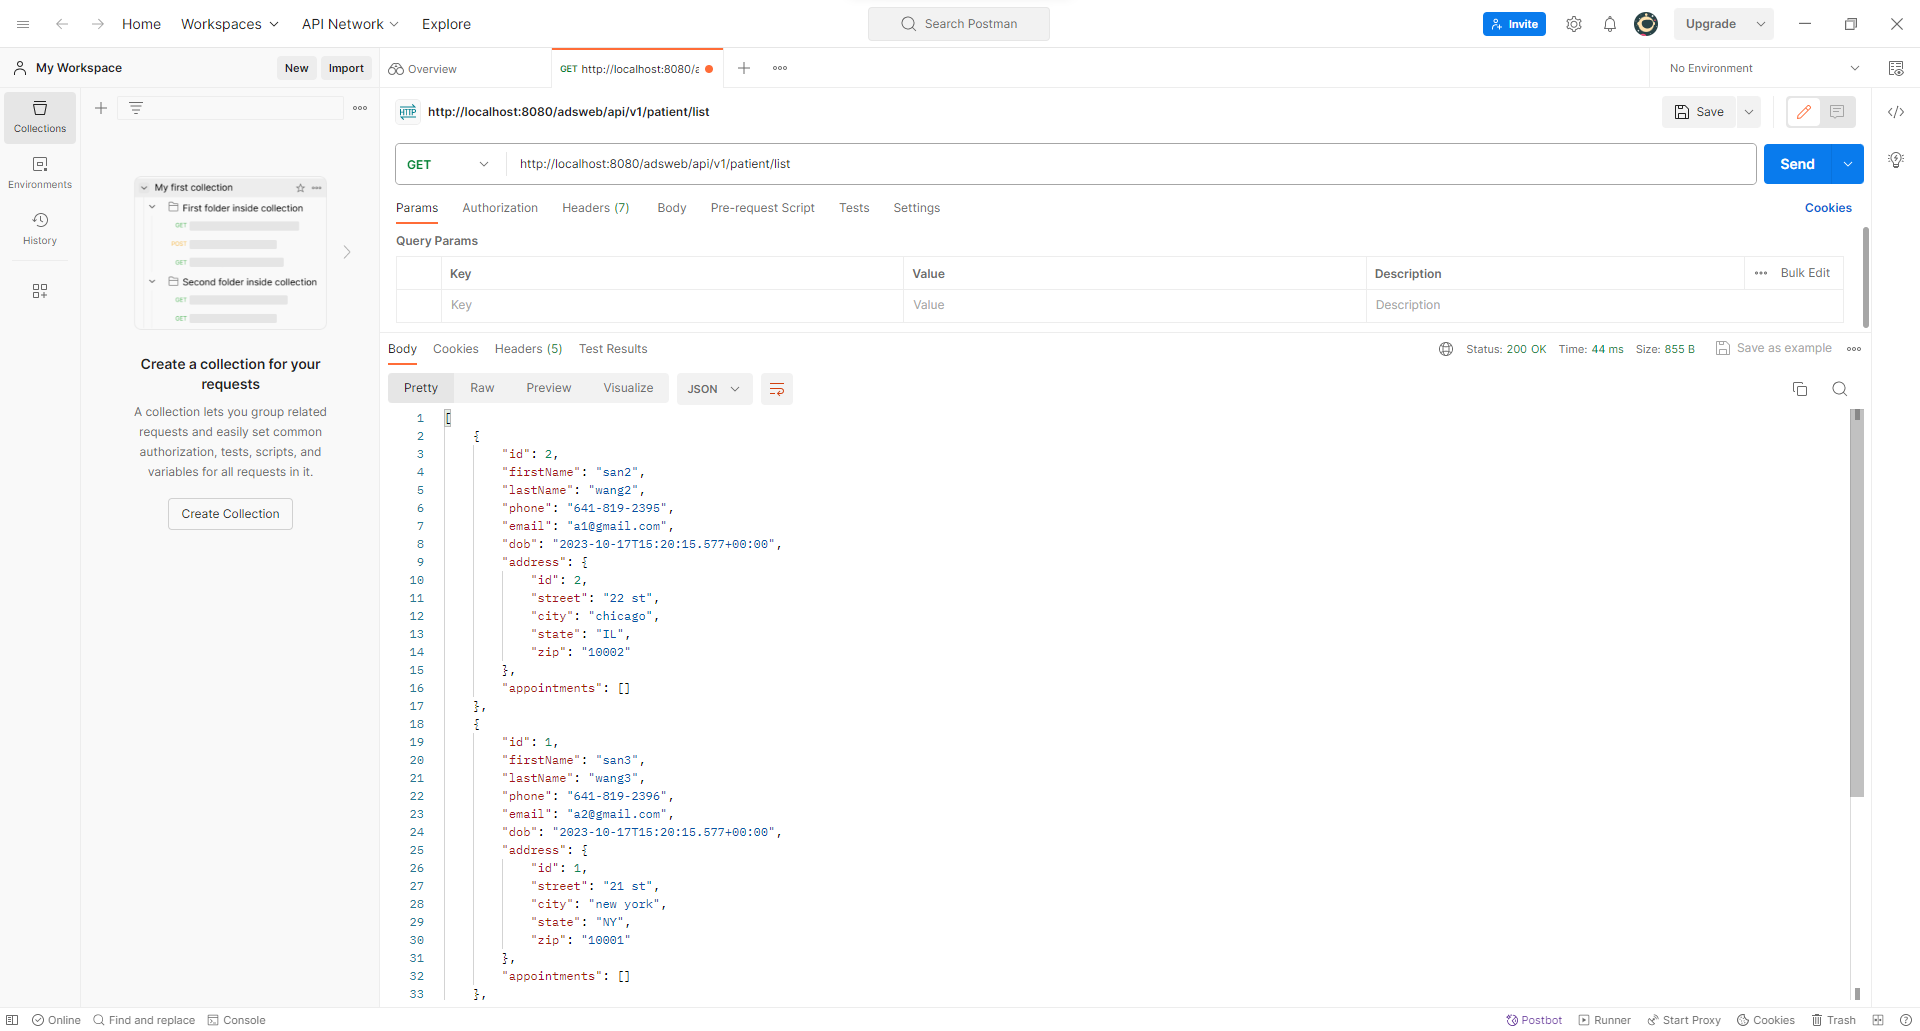 Home Workspaces API Network Explore Search Postman Invite Upgrade
My Workspace New Import Overview GET http://localhost:8080/a No Environment
Collections
Environments
History
My first collection
First folder inside collection
GET
POST
GET
Second folder inside collection
GET
GET
Create a collection for your
requests
A collection lets you group related
requests and easily set common
authorization, tests, scripts, and
variables for all requests in it.
Create Collection
HTTP http://localhost:8080/adsweb/api/v1/patient/list Save
GET http://localhost:8080/adsweb/api/v1/patient/list Send
Params Authorization Headers (7) Body Pre-request Script Tests Settings Cookies
Query Params
Key Value Description Bulk Edit
Key Value Description
Body Cookies Headers (5) Test Results Status: 200 OK Time: 44 ms Size: 855 B Save as example
Pretty Raw Preview Visualize JSON
1 [
2 {
3 "id": 2,
4 "firstName": "san2",
5 "lastName": "wang2",
6 "phone": "641-819-2395",
7 "email": "a1@gmail.com",
8 "dob": "2023-10-17T15:20:15.577+00:00",
9 "address": {
10 "id": 2,
11 "street": "22 st",
12 "city": "chicago",
13 "state": "IL",
14 "zip": "10002"
15 },
16 "appointments": []
17 },
18 {
19 "id": 1,
20 "firstName": "san3",
21 "lastName": "wang3",
22 "phone": "641-819-2396",
23 "email": "a2@gmail.com",
24 "dob": "2023-10-17T15:20:15.577+00:00",
25 "address": {
26 "id": 1,
27 "street": "21 st",
28 "city": "new york",
29 "state": "NY",
30 "zip": "10001"
31 },
32 "appointments": []
33 },
Online Find and replace Console Postbot Runner Start Proxy Cookies Trash